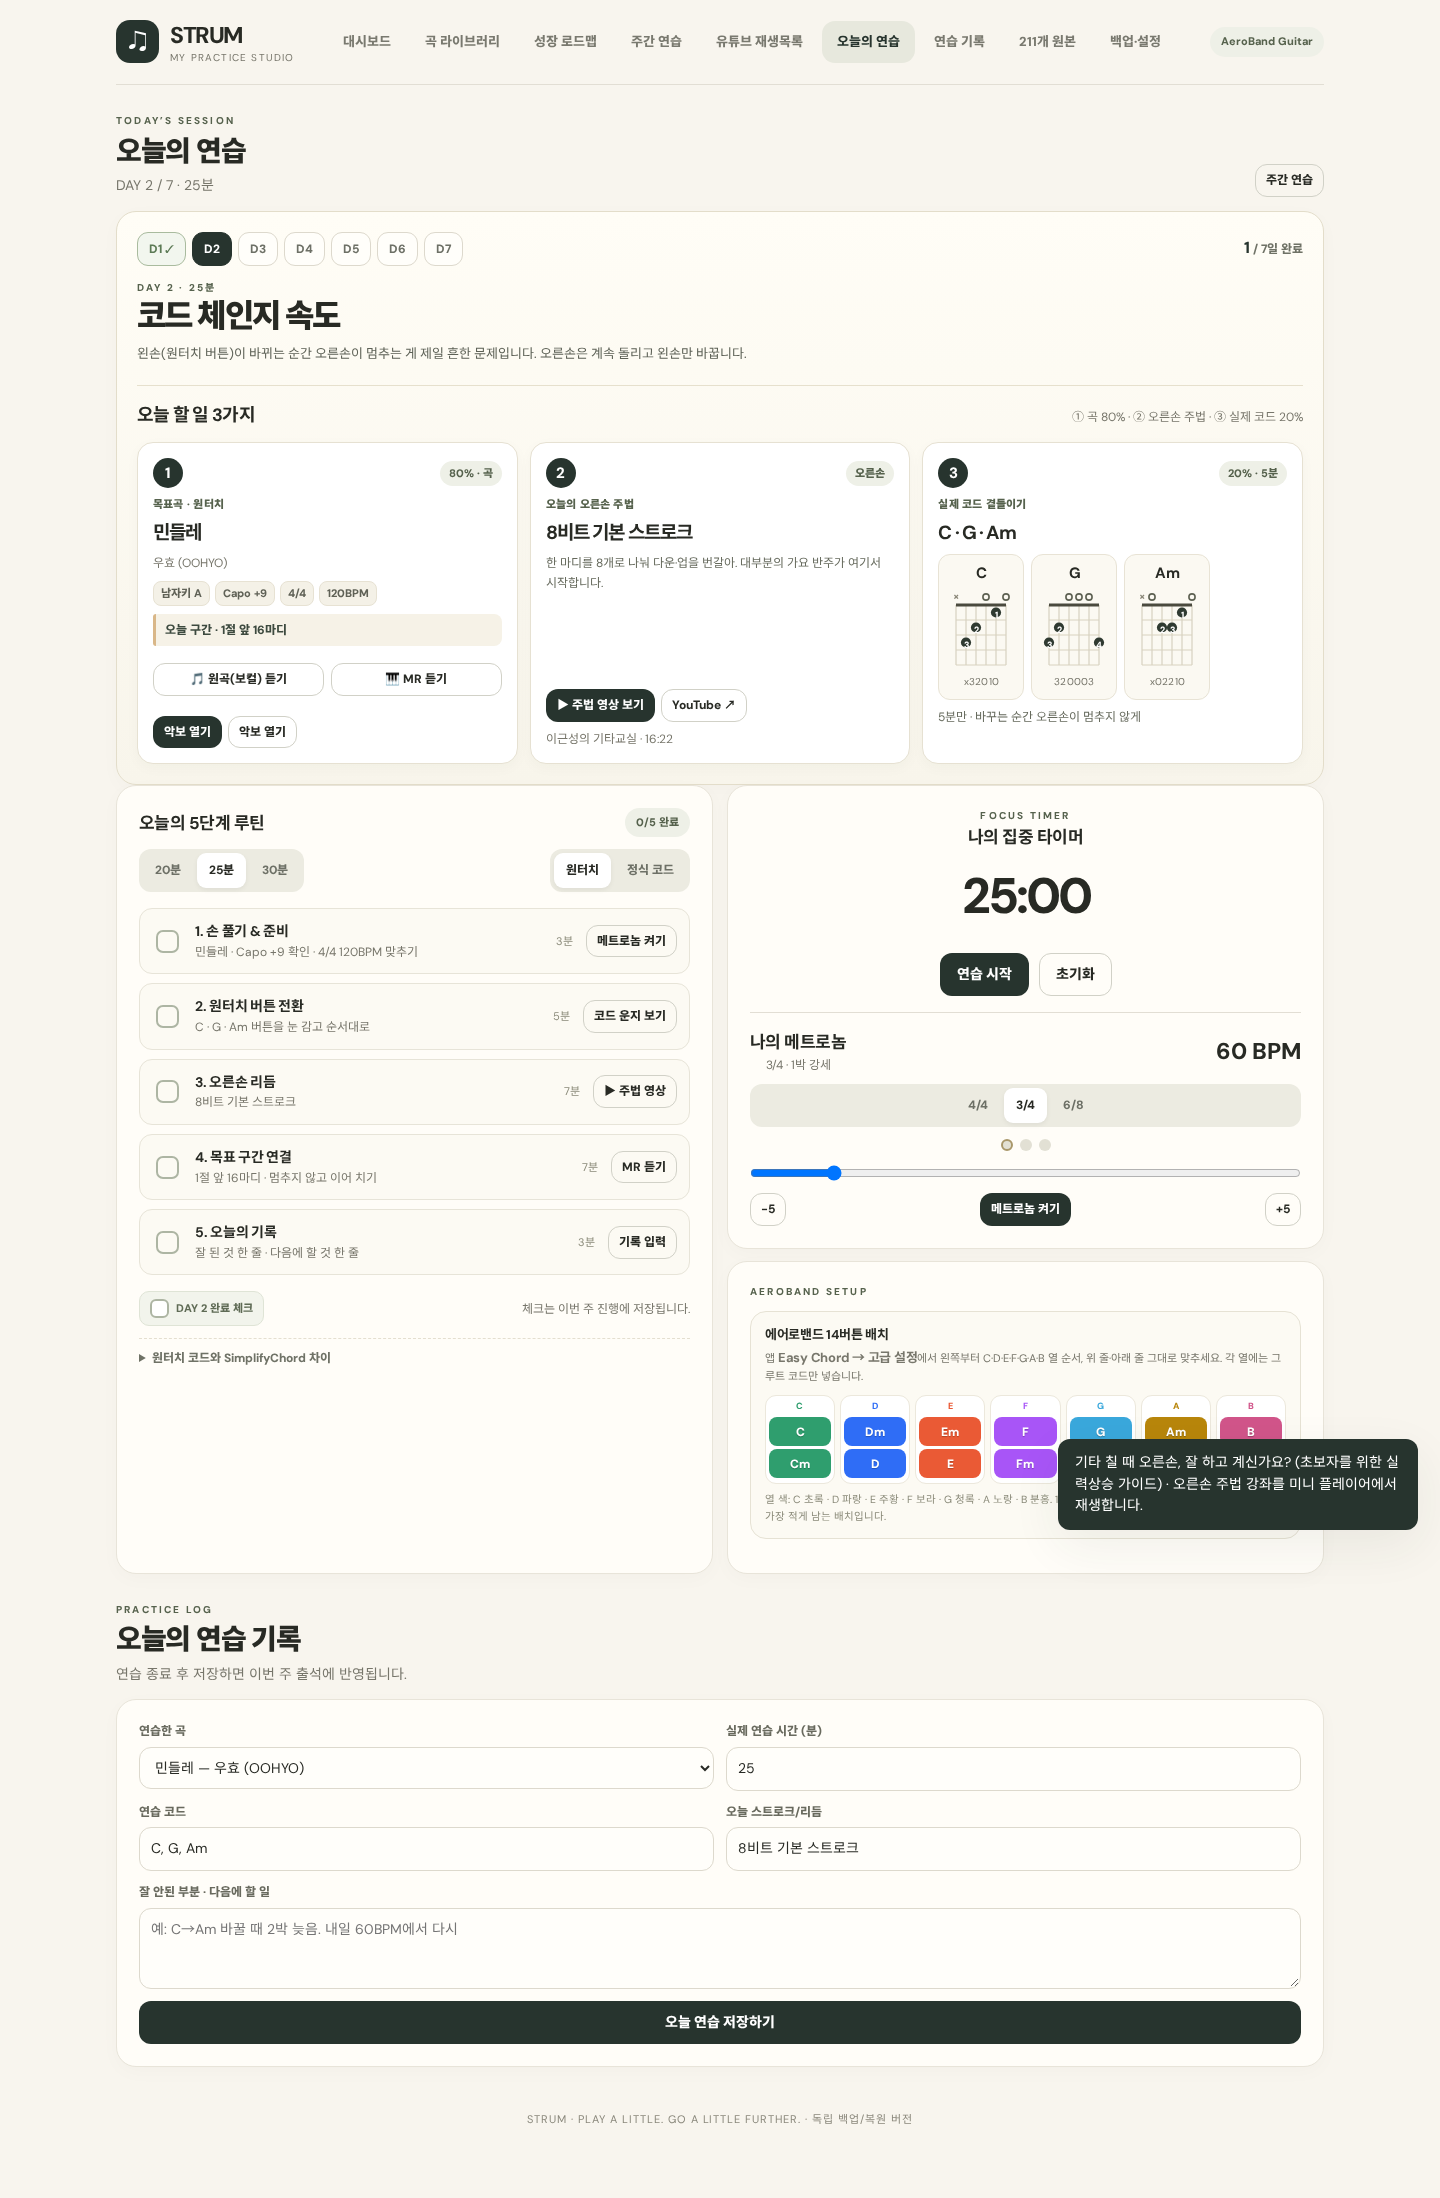 STRUM
MY PRACTICE STUDIO
대시보드
곡 라이브러리
성장 로드맵
주간 연습
유튜브 재생목록
오늘의 연습
연습 기록
211개 원본
백업·설정
AeroBand Guitar
TODAY'S SESSION
오늘의 연습
DAY 2 / 7 · 25분
주간 연습
D1✓
D2
D3
D4
D5
D6
D7
1 / 7일 완료
DAY 2 · 25분
코드 체인지 속도
왼손(원터치 버튼)이 바뀌는 순간 오른손이 멈추는 게 제일 흔한 문제입니다. 오른손은 계속 돌리고 왼손만 바꿉니다.
오늘 할 일 3가지
① 곡 80% · ② 오른손 주법 · ③ 실제 코드 20%
1
80% · 곡
목표곡 · 원터치
민들레
우효 (OOHYO)
남자키 A
Capo +9
4/4
120BPM
오늘 구간 · 1절 앞 16마디
🎵 원곡(보컬) 듣기
🎹 MR 듣기
악보 열기
악보 열기
2
오른손
오늘의 오른손 주법
8비트 기본 스트로크
한 마디를 8개로 나눠 다운·업을 번갈아. 대부분의 가요 반주가 여기서
시작합니다.
▶ 주법 영상 보기
YouTube ↗
이근성의 기타교실 · 16:22
3
20% · 5분
실제 코드 곁들이기
C · G · Am
C
G
Am
x32010
320003
x02210
5분만 · 바꾸는 순간 오른손이 멈추지 않게
오늘의 5단계 루틴
0/5 완료
20분
25분
30분
원터치
정식 코드
1. 손 풀기 & 준비
민들레 · Capo +9 확인 · 4/4 120BPM 맞추기
3분
메트로놈 켜기
2. 원터치 버튼 전환
C · G · Am 버튼을 눈 감고 순서대로
5분
코드 운지 보기
3. 오른손 리듬
8비트 기본 스트로크
7분
▶ 주법 영상
4. 목표 구간 연결
1절 앞 16마디 · 멈추지 않고 이어 치기
7분
MR 듣기
5. 오늘의 기록
잘 된 것 한 줄 · 다음에 할 것 한 줄
3분
기록 입력
DAY 2 완료 체크
체크는 이번 주 진행에 저장됩니다.
▶ 원터치 코드와 SimplifyChord 차이
FOCUS TIMER
나의 집중 타이머
25:00
연습 시작
초기화
나의 메트로놈
3/4 · 1박 강세
60 BPM
4/4
3/4
6/8
-5
메트로놈 켜기
+5
AEROBAND SETUP
에어로밴드 14버튼 배치
앱 Easy Chord → 고급 설정에서 왼쪽부터 C·D·E·F·G·A·B 열 순서, 위 줄·아래 줄 그대로 맞추세요. 각 열에는 그
루트 코드만 넣습니다.
C
D
E
F
G
A
B
C
Dm
Em
F
G
Am
B
Cm
D
E
Fm
열 색: C 초록 · D 파랑 · E 주황 · F 보라 · G 청록 · A 노랑 · B 분홍.
가장 적게 남는 배치입니다.
기타 칠 때 오른손, 잘 하고 계신가요? (초보자를 위한 실
력상승 가이드) · 오른손 주법 강좌를 미니 플레이어에서
재생합니다.
PRACTICE LOG
오늘의 연습 기록
연습 종료 후 저장하면 이번 주 출석에 반영됩니다.
연습한 곡
실제 연습 시간 (분)
민들레 — 우효 (OOHYO)
25
연습 코드
오늘 스트로크/리듬
C, G, Am
8비트 기본 스트로크
잘 안된 부분 · 다음에 할 일
예: C→Am 바꿀 때 2박 늦음. 내일 60BPM에서 다시
오늘 연습 저장하기
STRUM · PLAY A LITTLE. GO A LITTLE FURTHER. · 독립 백업/복원 버전